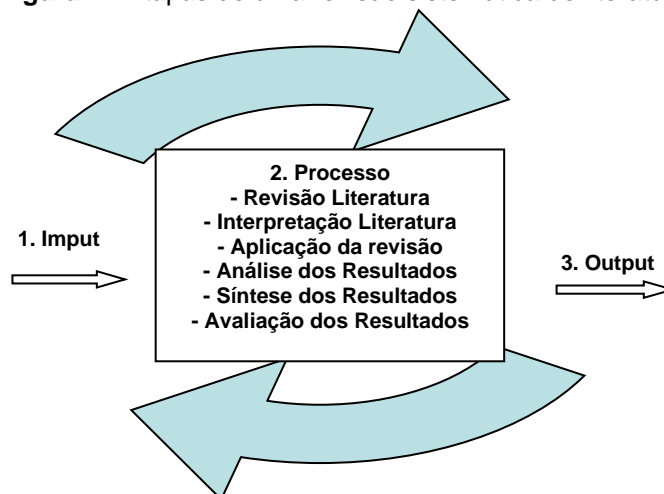 2. Processo
- Revisão Literatura
- Interpretação Literatura
- Aplicação da revisão
- Análise dos Resultados
- Síntese dos Resultados
- Avaliação dos Resultados
1. Imput
3. Output